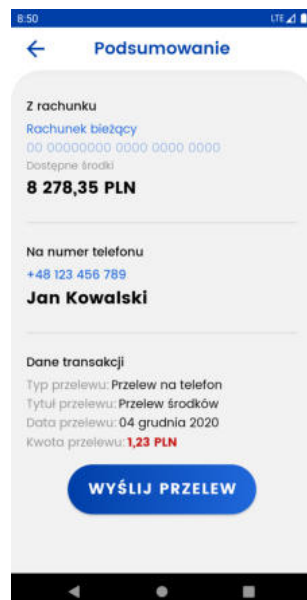 8:50
LTE
Podsumowanie
Z rachunku
Rachunek bieżący
00 00000000 0000 0000 0000
Dostępne środki
8 278,35 PLN
Na numer telefonu
+48 123 456 789
Jan Kowalski
Dane transakcji
Typ przelewu: Przelew na telefon
Tytuł przelewu: Przelew środków
Data przelewu: 04 grudnia 2020
Kwota przelewu: 1,23 PLN
WYŚLIJ PRZELEW